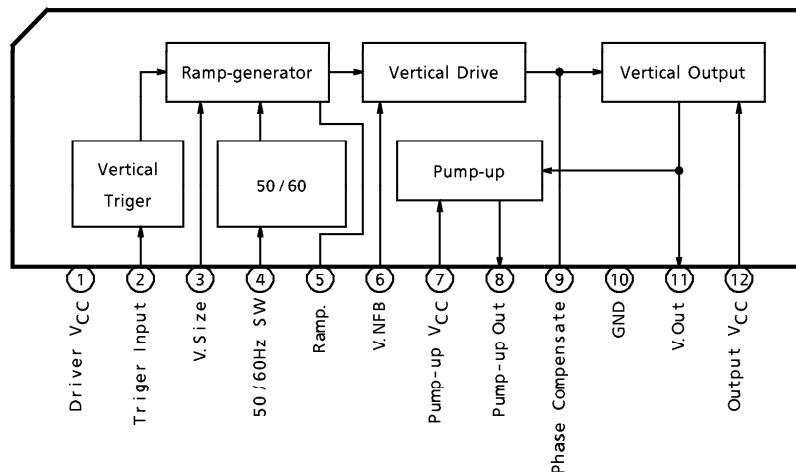 Ramp-generator
Vertical Drive
Vertical Output
Vertical
Triger
50/60
Pump-up
1
2
3
4
5
6
7
8
9
10
11
12
Driver VCC
Triger Input
V.Size
50/60Hz SW
Ramp.
V.NFB
Pump-up VCC
Pump-up Out
Phase Compensate
GND
V.Out
Output VCC